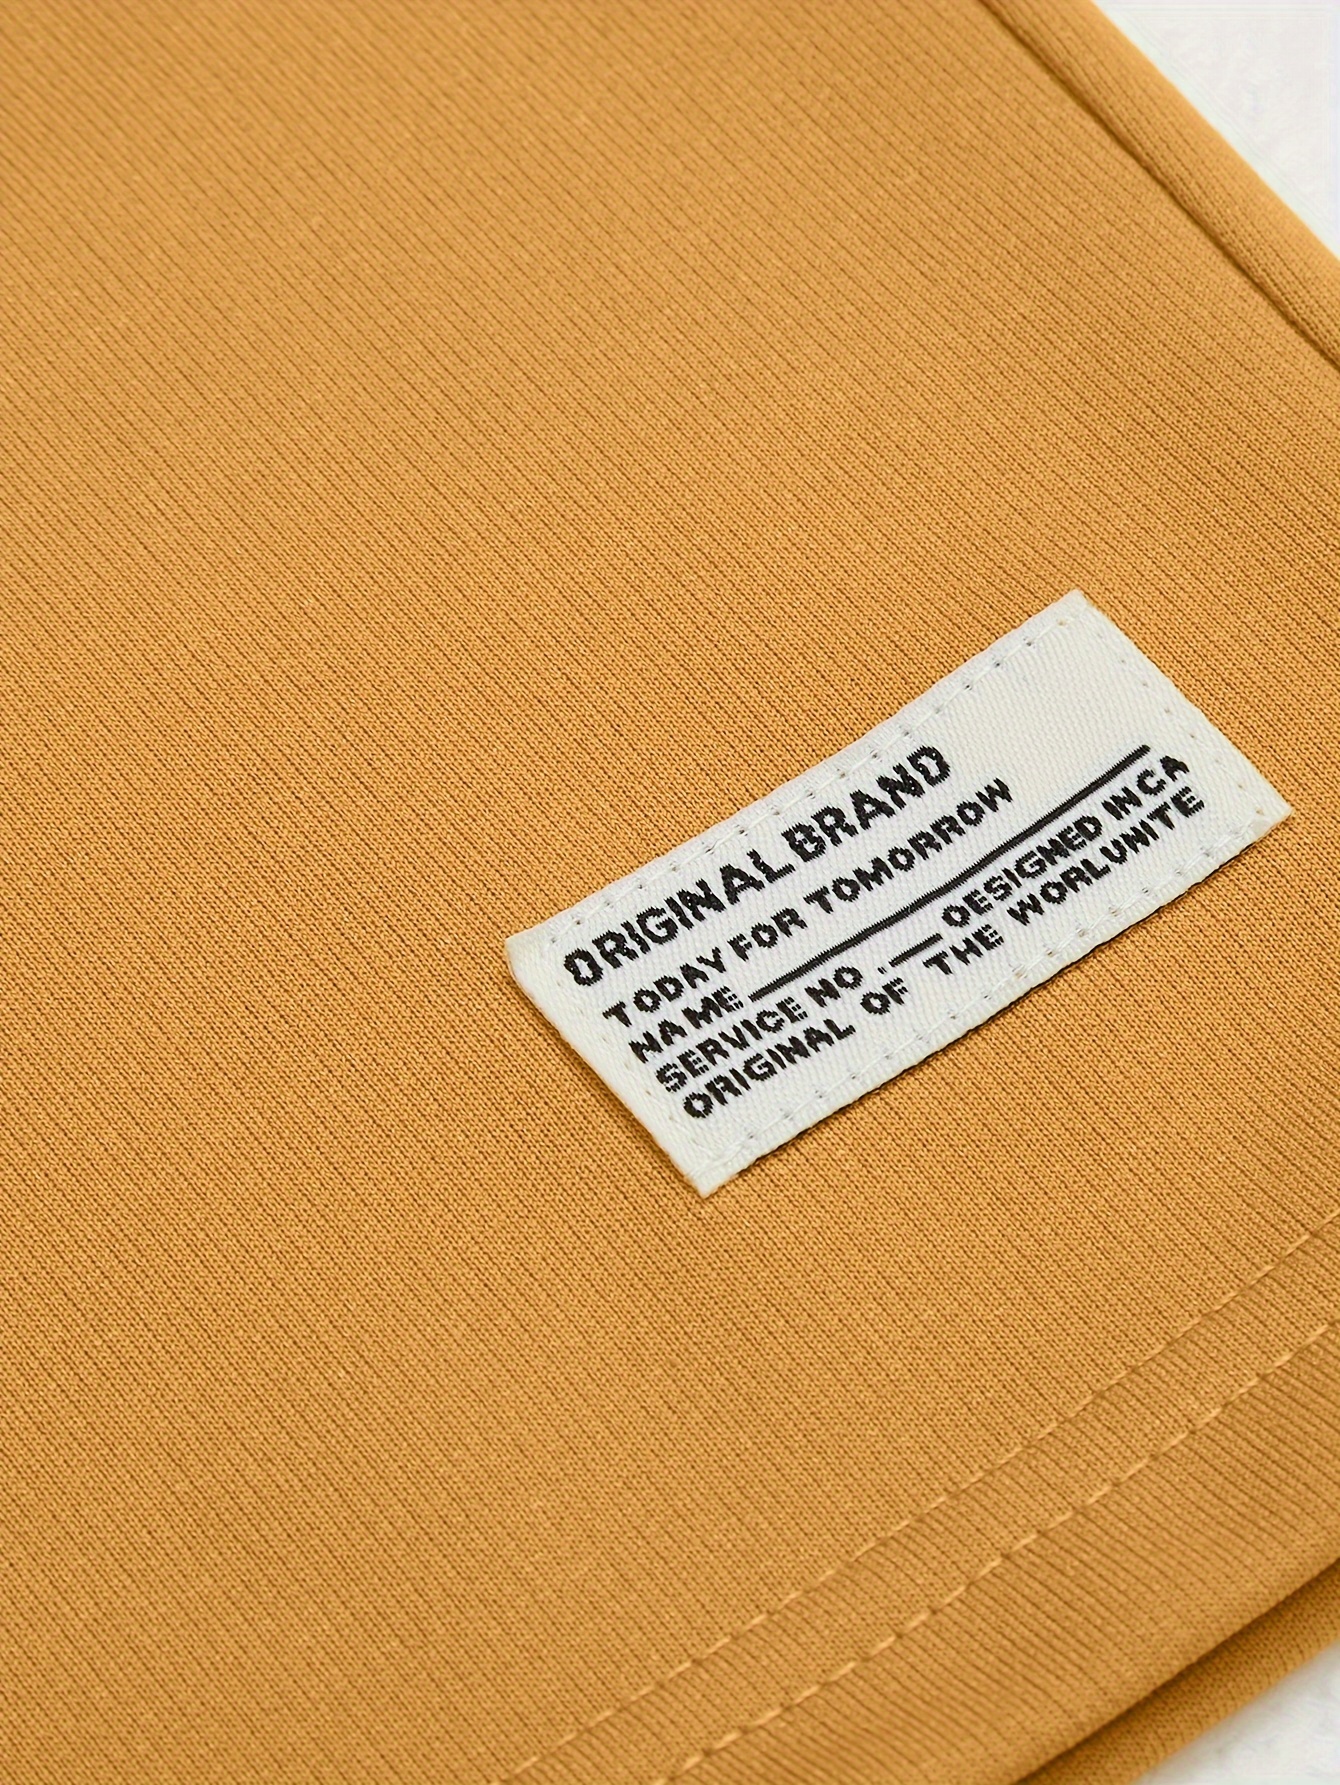 ORIGINAL BRAND
TODAY FOR TOMORROW
NAME
SERVICE NO. — DESIGNED IN CA
ORIGINAL OF THE WORLUNITE